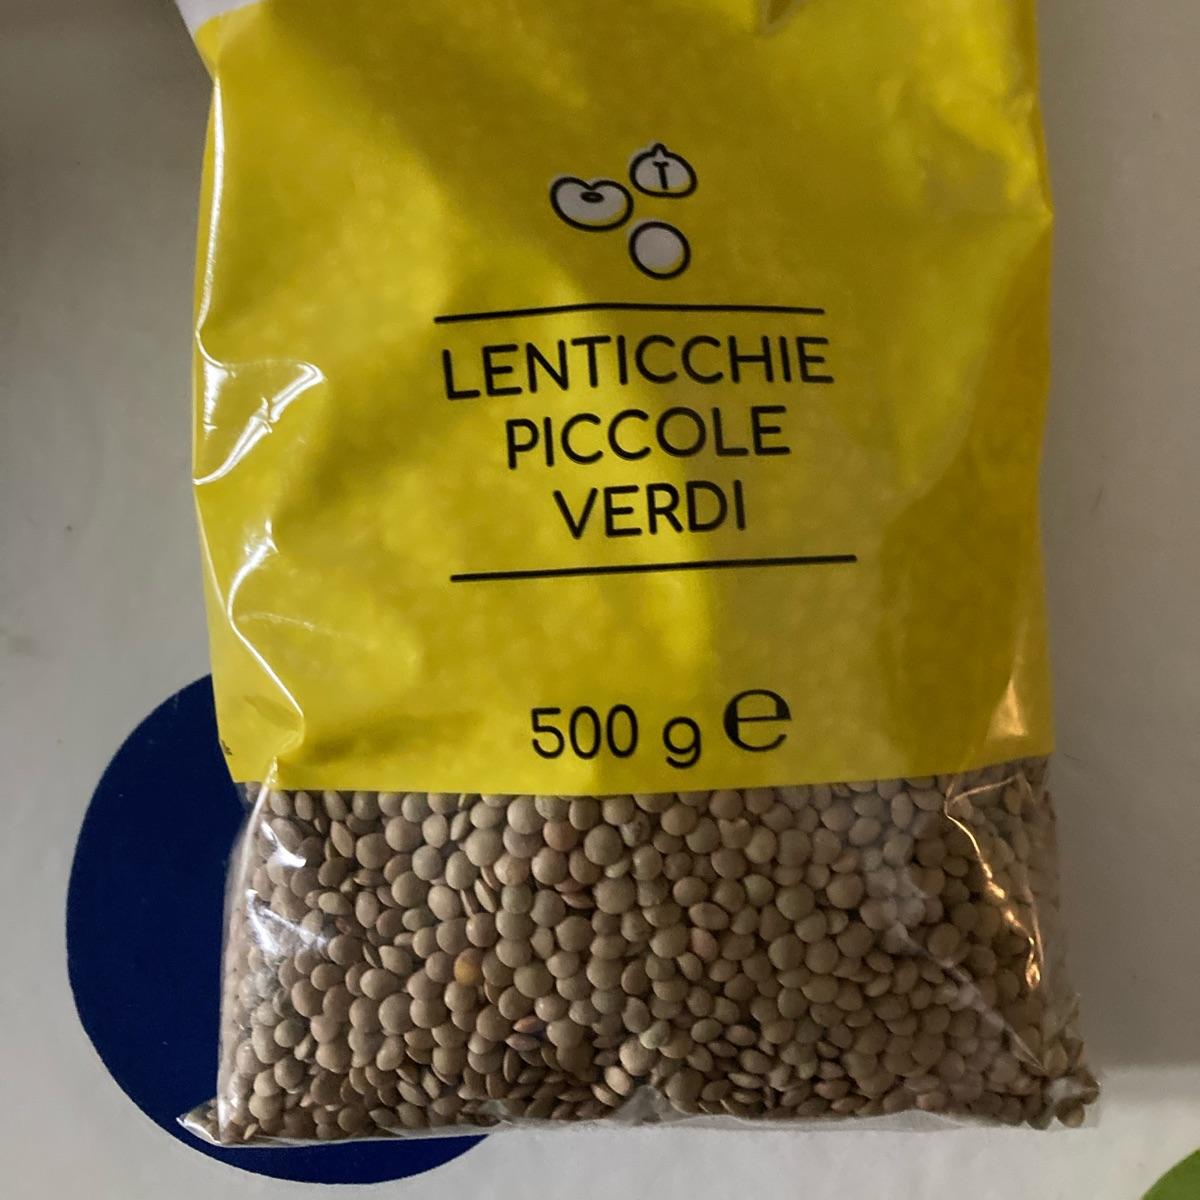 LENTICCHIE
PICCOLE
VERDI
500 g ℮